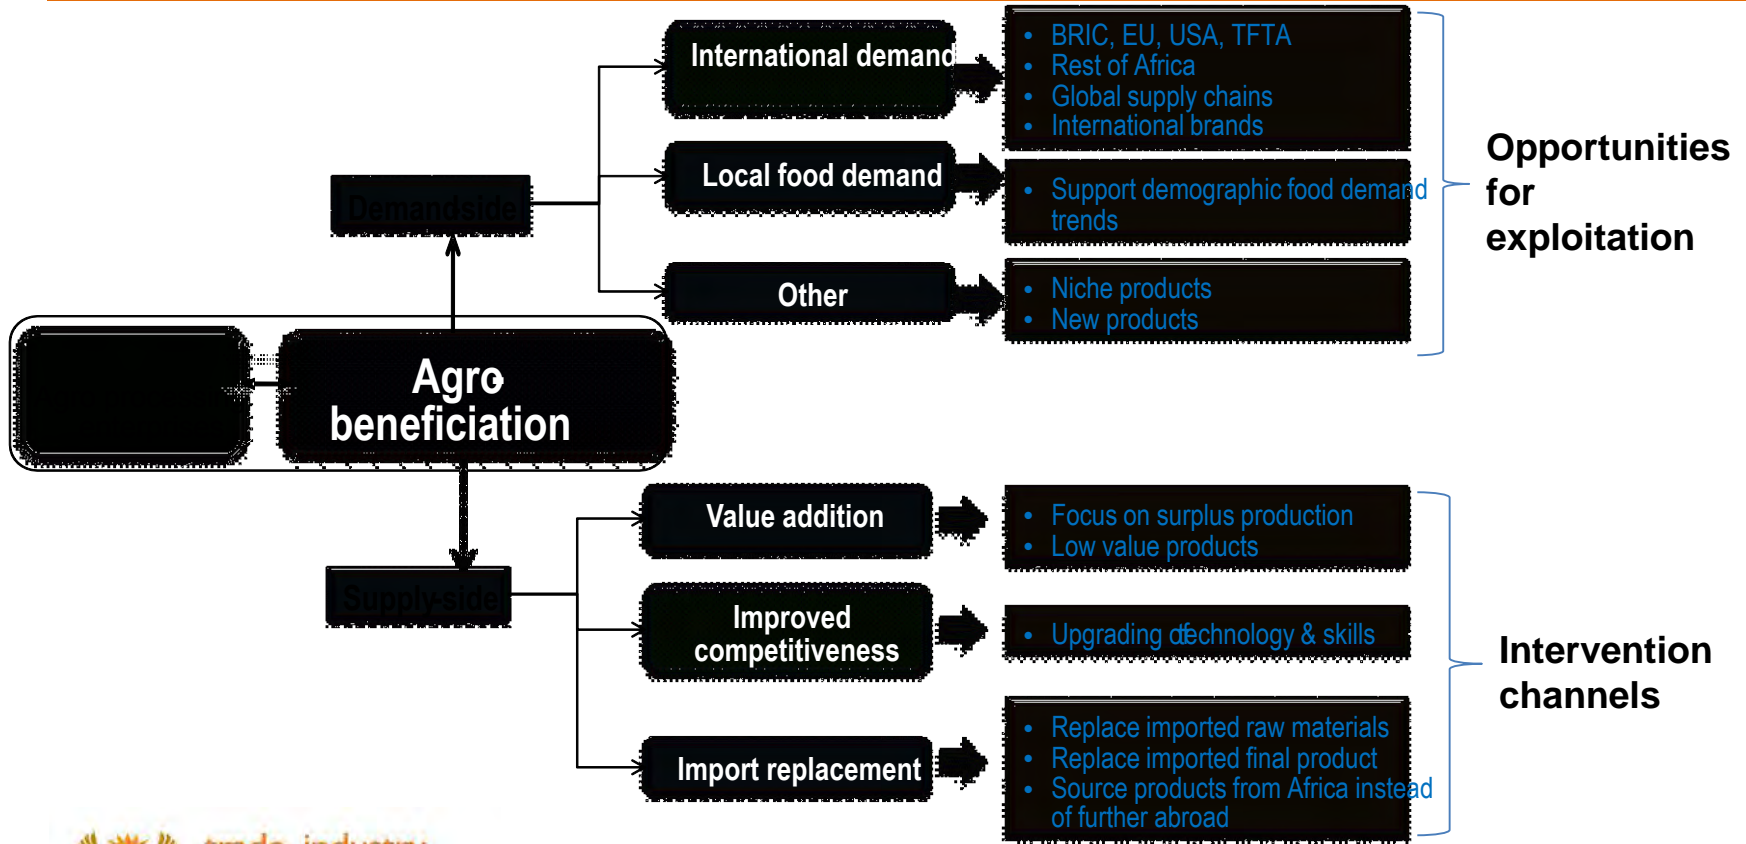 International demand
• BRIC, EU, USA, TFTA
• Rest of Africa
• Global supply chains
• International brands
Local food demand
• Support demographic food demand
trends
Demand-side
Other
• Niche products
• New products
Opportunities
for
exploitation
Agro-
beneficiation
Value addition
• Focus on surplus production
• Low value products
Supply-side
Improved
competitiveness
• Upgrading of technology & skills
Import replacement
• Replace imported raw materials
• Replace imported final product
• Source products from Africa instead
of further abroad
Intervention
channels
trade, industry